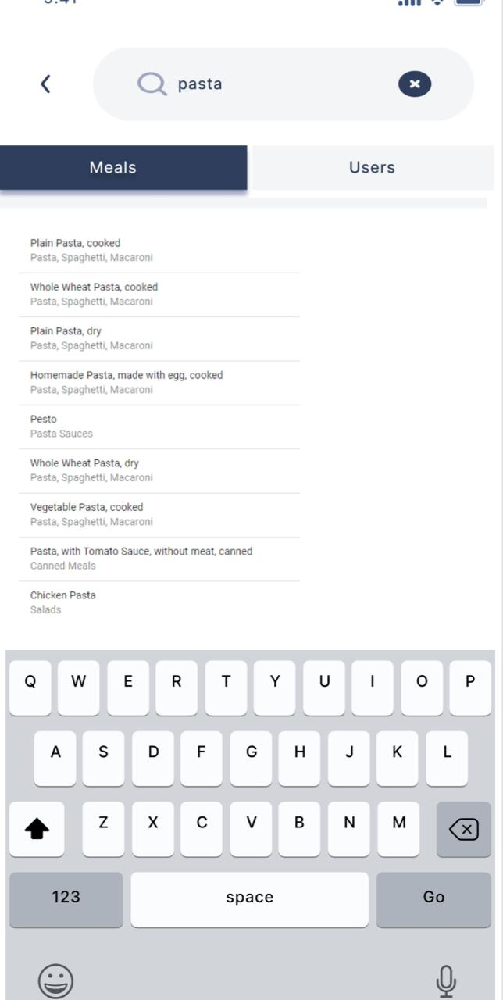 9:41
pasta
Meals
Users
Plain Pasta, cooked
Pasta, Spaghetti, Macaroni
Whole Wheat Pasta, cooked
Pasta, Spaghetti, Macaroni
Plain Pasta, dry
Pasta, Spaghetti, Macaroni
Homemade Pasta, made with egg, cooked
Pasta, Spaghetti, Macaroni
Pesto
Pasta Sauces
Whole Wheat Pasta, dry
Pasta, Spaghetti, Macaroni
Vegetable Pasta, cooked
Pasta, Spaghetti, Macaroni
Pasta, with Tomato Sauce, without meat, canned
Canned Meals
Chicken Pasta
Salads
Q W E R T Y U I O P
A S D F G H J K L
Z X C V B N M
123 space Go